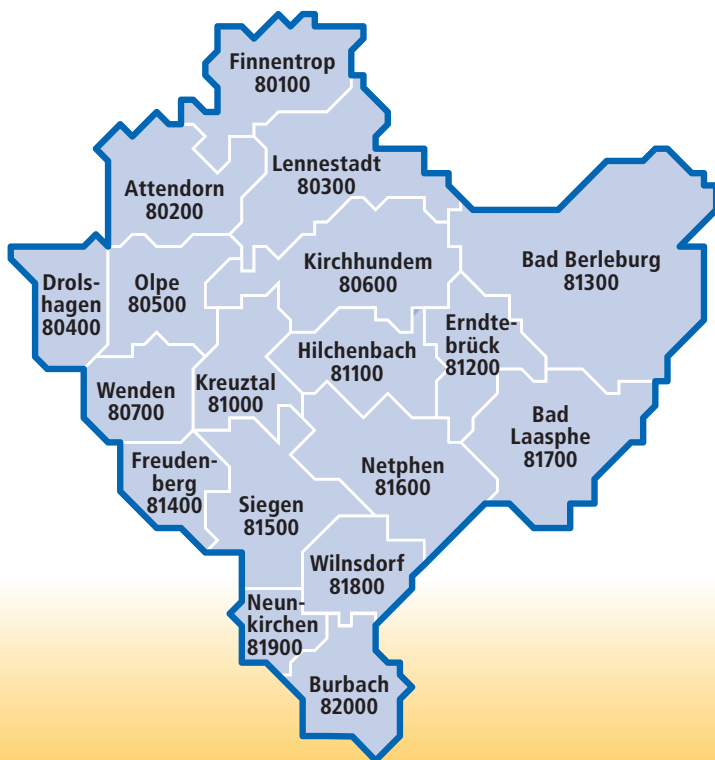 Finnentrop
80100
Lennestadt
80300
Attendorn
80200
Kirchhundem
80600
Bad Berleburg
81300
Drols-
hagen
80400
Olpe
80500
Erndte-
brück
81200
Hilchenbach
81100
Wenden
80700
Kreuztal
81000
Bad
Laasphe
81700
Freuden-
berg
81400
Netphen
81600
Siegen
81500
Wilnsdorf
81800
Neun-
kirchen
81900
Burbach
82000